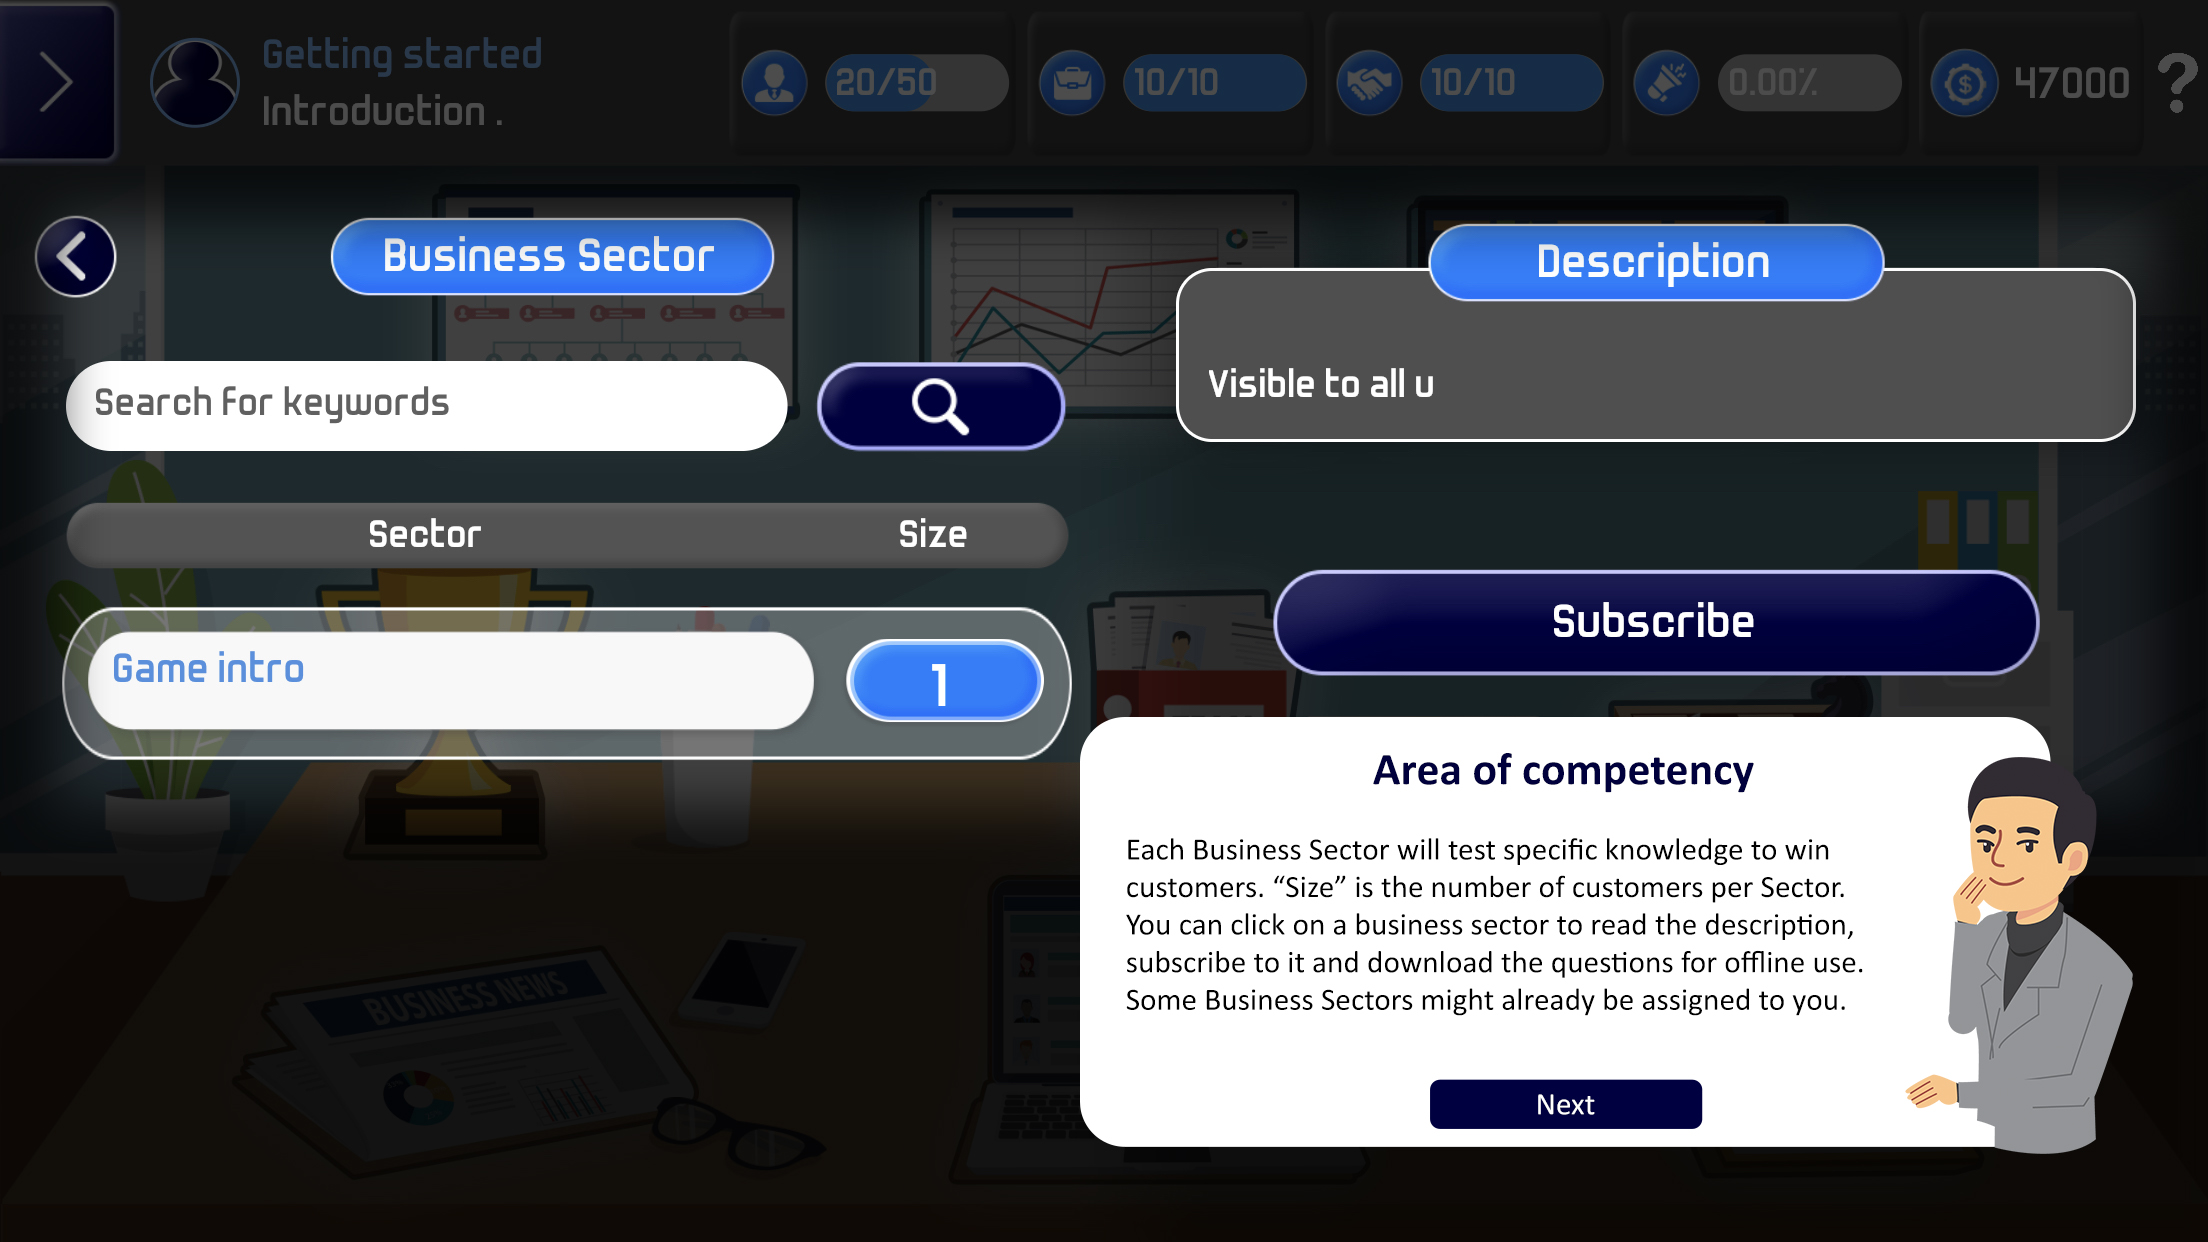 Getting started
Introduction .
20/50
10/10
10/10
0.00%
47000
?
Business Sector
Description
Visible to all u
Search for keywords
Sector Size
Game intro 1
Subscribe
Area of competency
Each Business Sector will test specific knowledge to win
customers. “Size” is the number of customers per Sector.
You can click on a business sector to read the description,
subscribe to it and download the questions for offline use.
Some Business Sectors might already be assigned to you.
BUSINESS NEWS
Next